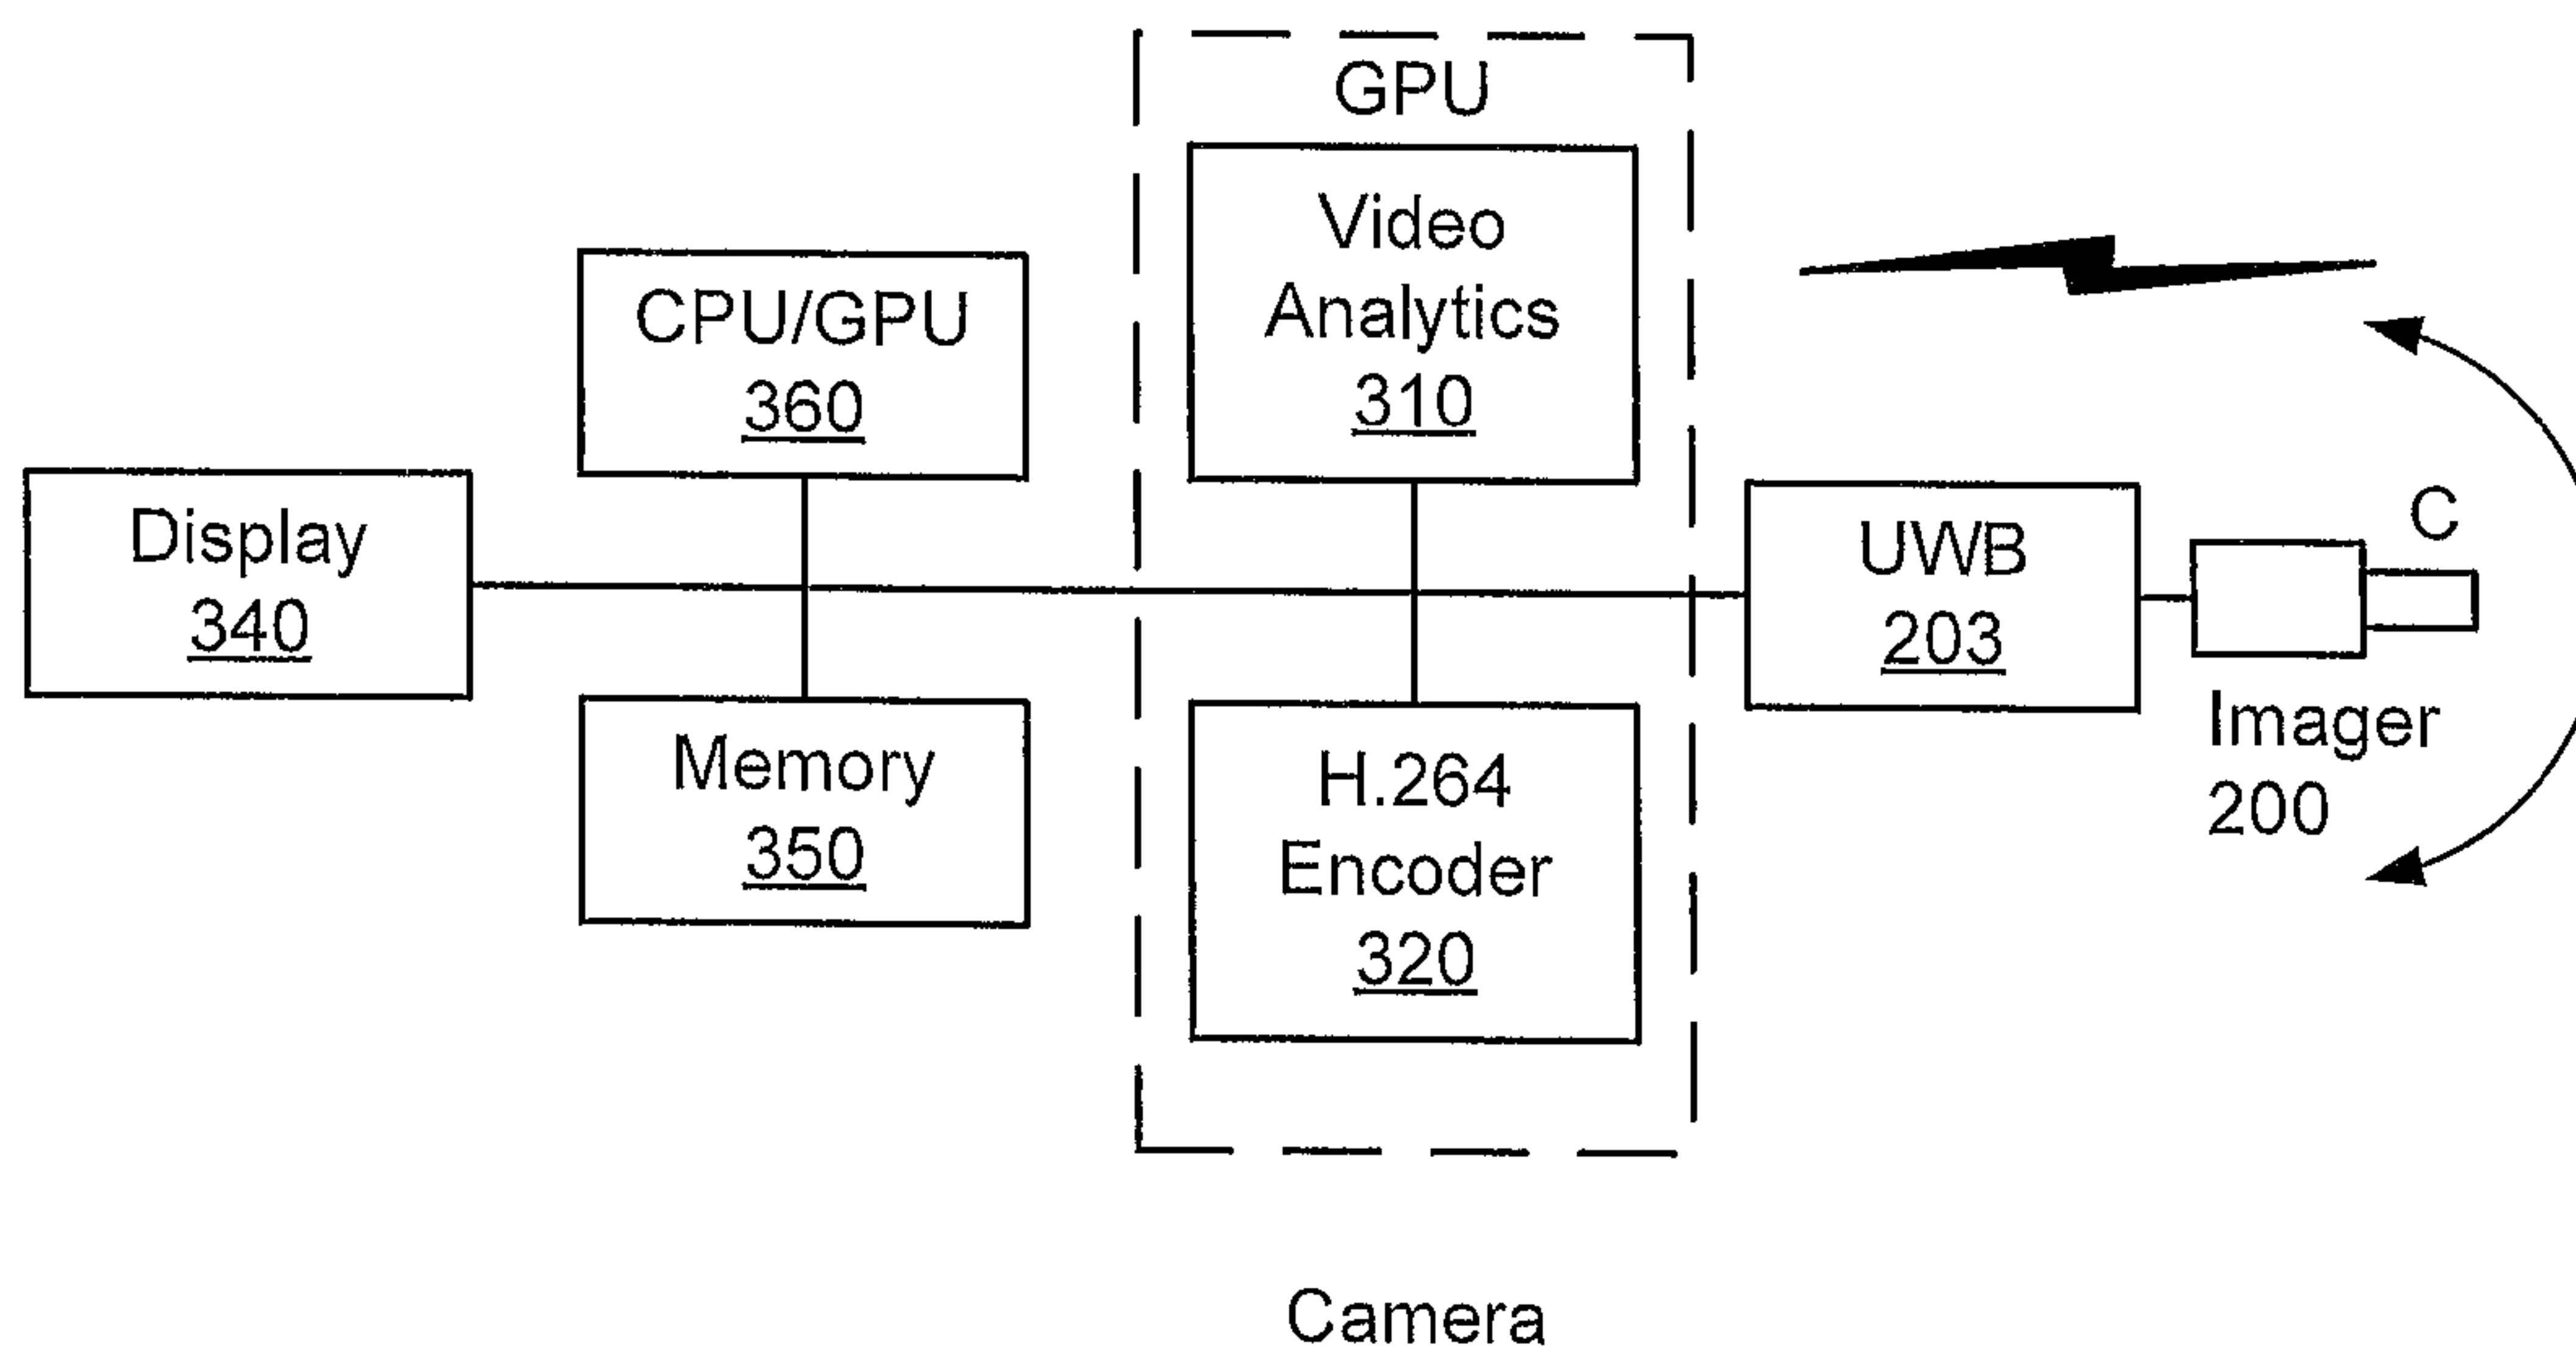 GPU
Video
Analytics
310
CPU/GPU
360
Display
340
Memory
350
H.264
Encoder
320
UWB
203
C
Imager
200
Camera